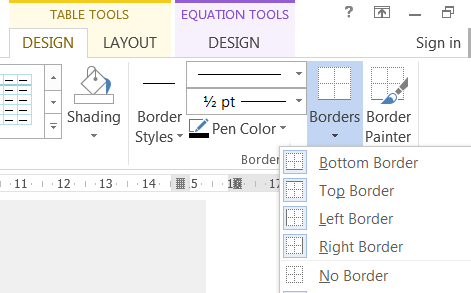 TABLE TOOLS EQUATION TOOLS ?
DESIGN LAYOUT DESIGN Sign in
Shading
Border Styles
½ pt
Pen Color
Borders
Border Painter
Border
11 12 13 14 5 16 17
Bottom Border
Top Border
Left Border
Right Border
No Border